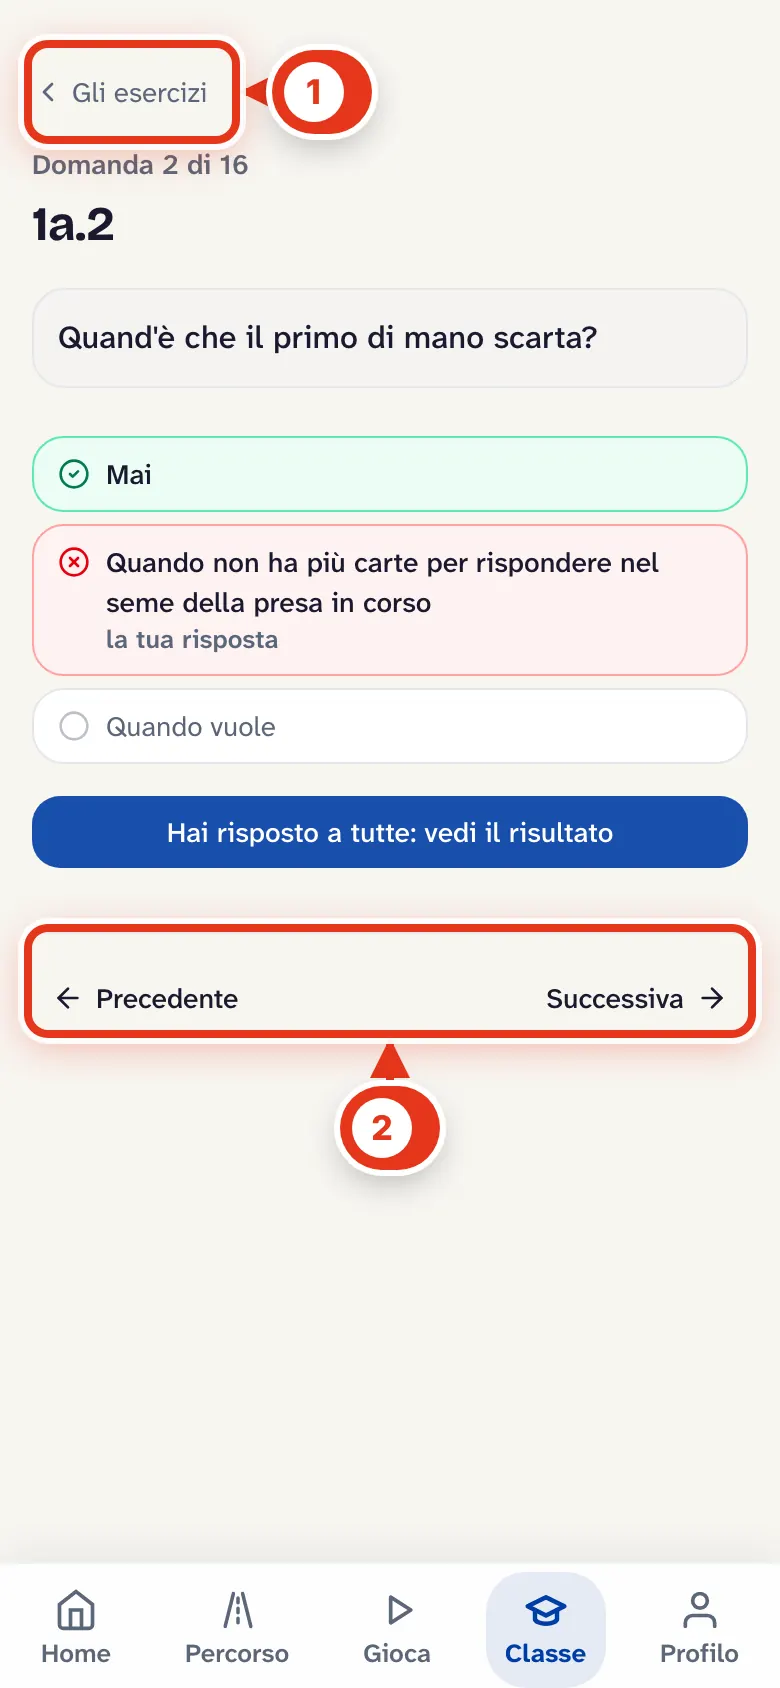 Gli esercizi
1
Domanda 2 di 16
1a.2
Quand'è che il primo di mano scarta?
Mai
Quando non ha più carte per rispondere nel
seme della presa in corso
la tua risposta
Quando vuole
Hai risposto a tutte: vedi il risultato
Precedente
Successiva
2
Home
Percorso
Gioca
Classe
Profilo